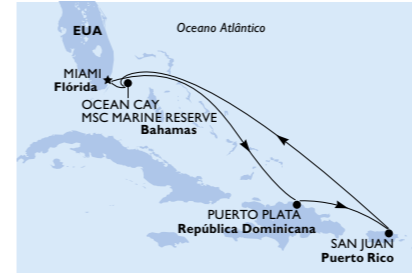 EUA
Oceano Atlântico
MIAMI
Flórida
OCEAN CAY
MSC MARINE RESERVE
Bahamas
PUERTO PLATA
República Dominicana
SAN JUAN
Puerto Rico